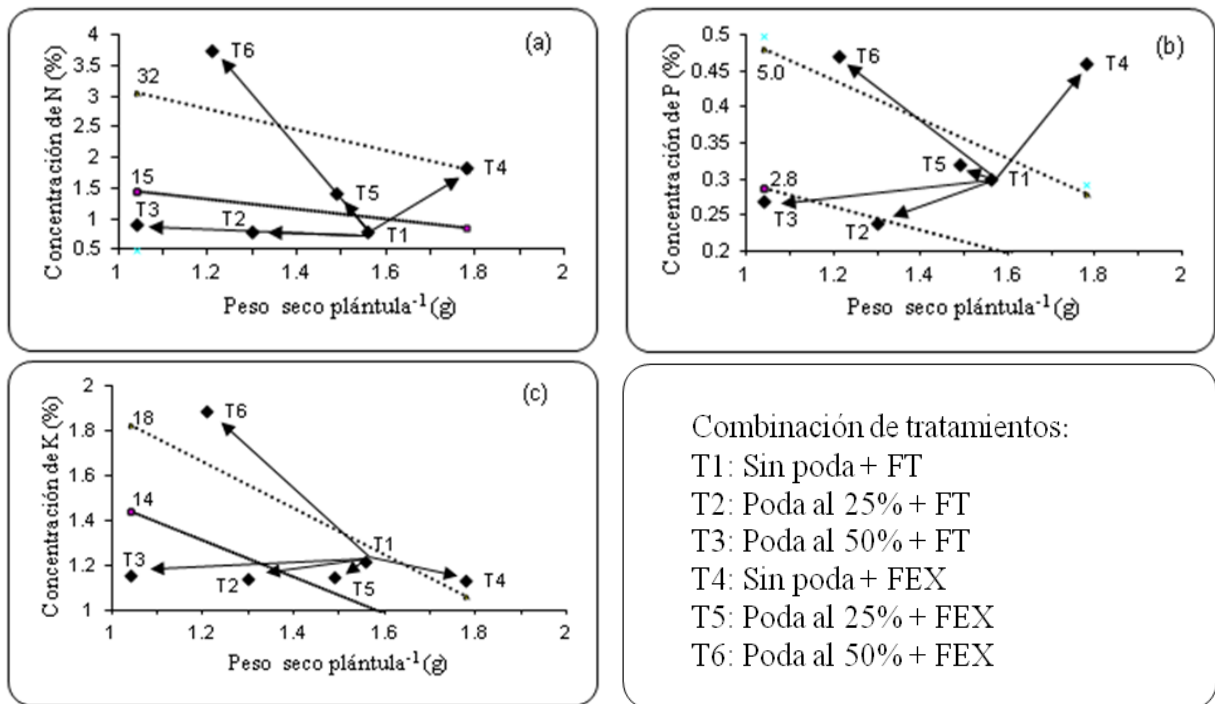 (a)
Concentración de N (%)
4
3.5
3
2.5
2
1.5
1
0.5
32
15
T6
T4
T5
T3
T2
T1
1 1.2 1.4 1.6 1.8 2
Peso seco plántula-1 (g)
(b)
Concentración de P (%)
0.5
0.45
0.4
0.35
0.3
0.25
0.2
5.0
2.8
T6
T4
T5
T1
T3
T2
1 1.2 1.4 1.6 1.8 2
Peso seco plántula-1 (g)
(c)
Concentración de K (%)
2
1.8
1.6
1.4
1.2
1
18
14
T6
T1
T3
T2
T5
T4
1 1.2 1.4 1.6 1.8 2
Peso seco plántula-1 (g)
Combinación de tratamientos:
T1: Sin poda + FT
T2: Poda al 25% + FT
T3: Poda al 50% + FT
T4: Sin poda + FEX
T5: Poda al 25% + FEX
T6: Poda al 50% + FEX